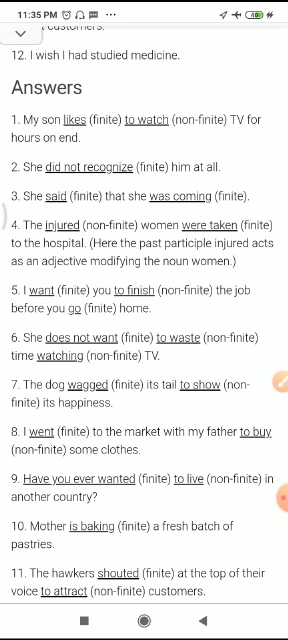 11:35 PM
40
t customers.
12. I wish I had studied medicine.
Answers
1. My son likes (finite) to watch (non-finite) TV for
hours on end.
2. She did not recognize (finite) him at all.
3. She said (finite) that she was coming (finite).
4. The injured (non-finite) women were taken (finite)
to the hospital. (Here the past participle injured acts
as an adjective modifying the noun women.)
5. I want (finite) you to finish (non-finite) the job
before you go (finite) home.
6. She does not want (finite) to waste (non-finite)
time watching (non-finite) TV.
7. The dog wagged (finite) its tail to show (non-
finite) its happiness.
8. I went (finite) to the market with my father to buy
(non-finite) some clothes.
9. Have you ever wanted (finite) to live (non-finite) in
another country?
10. Mother is baking (finite) a fresh batch of
pastries.
11. The hawkers shouted (finite) at the top of their
voice to attract (non-finite) customers.